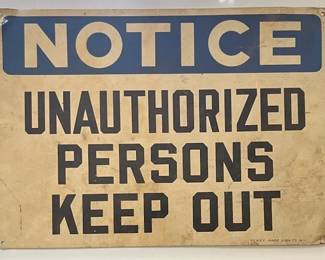 NOTICE
UNAUTHORIZED
PERSONS
KEEP OUT